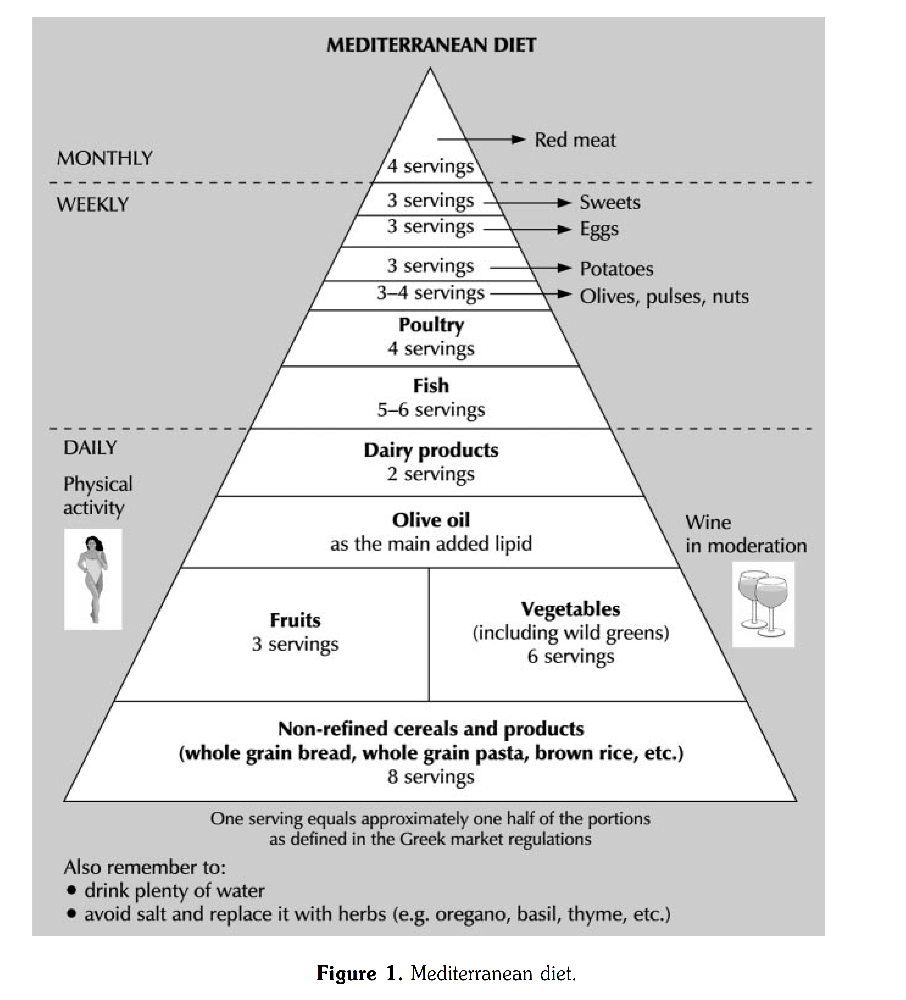 MEDITERRANEAN DIET
Red meat
MONTHLY
4 servings
WEEKLY
3 servings
Sweets
3 servings
Eggs
3 servings
Potatoes
3–4 servings
Olives, pulses, nuts
Poultry
4 servings
Fish
5–6 servings
DAILY
Dairy products
2 servings
Physical
activity
Olive oil
as the main added lipid
Wine
in moderation
Fruits
3 servings
Vegetables
(including wild greens)
6 servings
Non-refined cereals and products
(whole grain bread, whole grain pasta, brown rice, etc.)
8 servings
One serving equals approximately one half of the portions
as defined in the Greek market regulations
Also remember to:
• drink plenty of water
• avoid salt and replace it with herbs (e.g. oregano, basil, thyme, etc.)
Figure 1. Mediterranean diet.